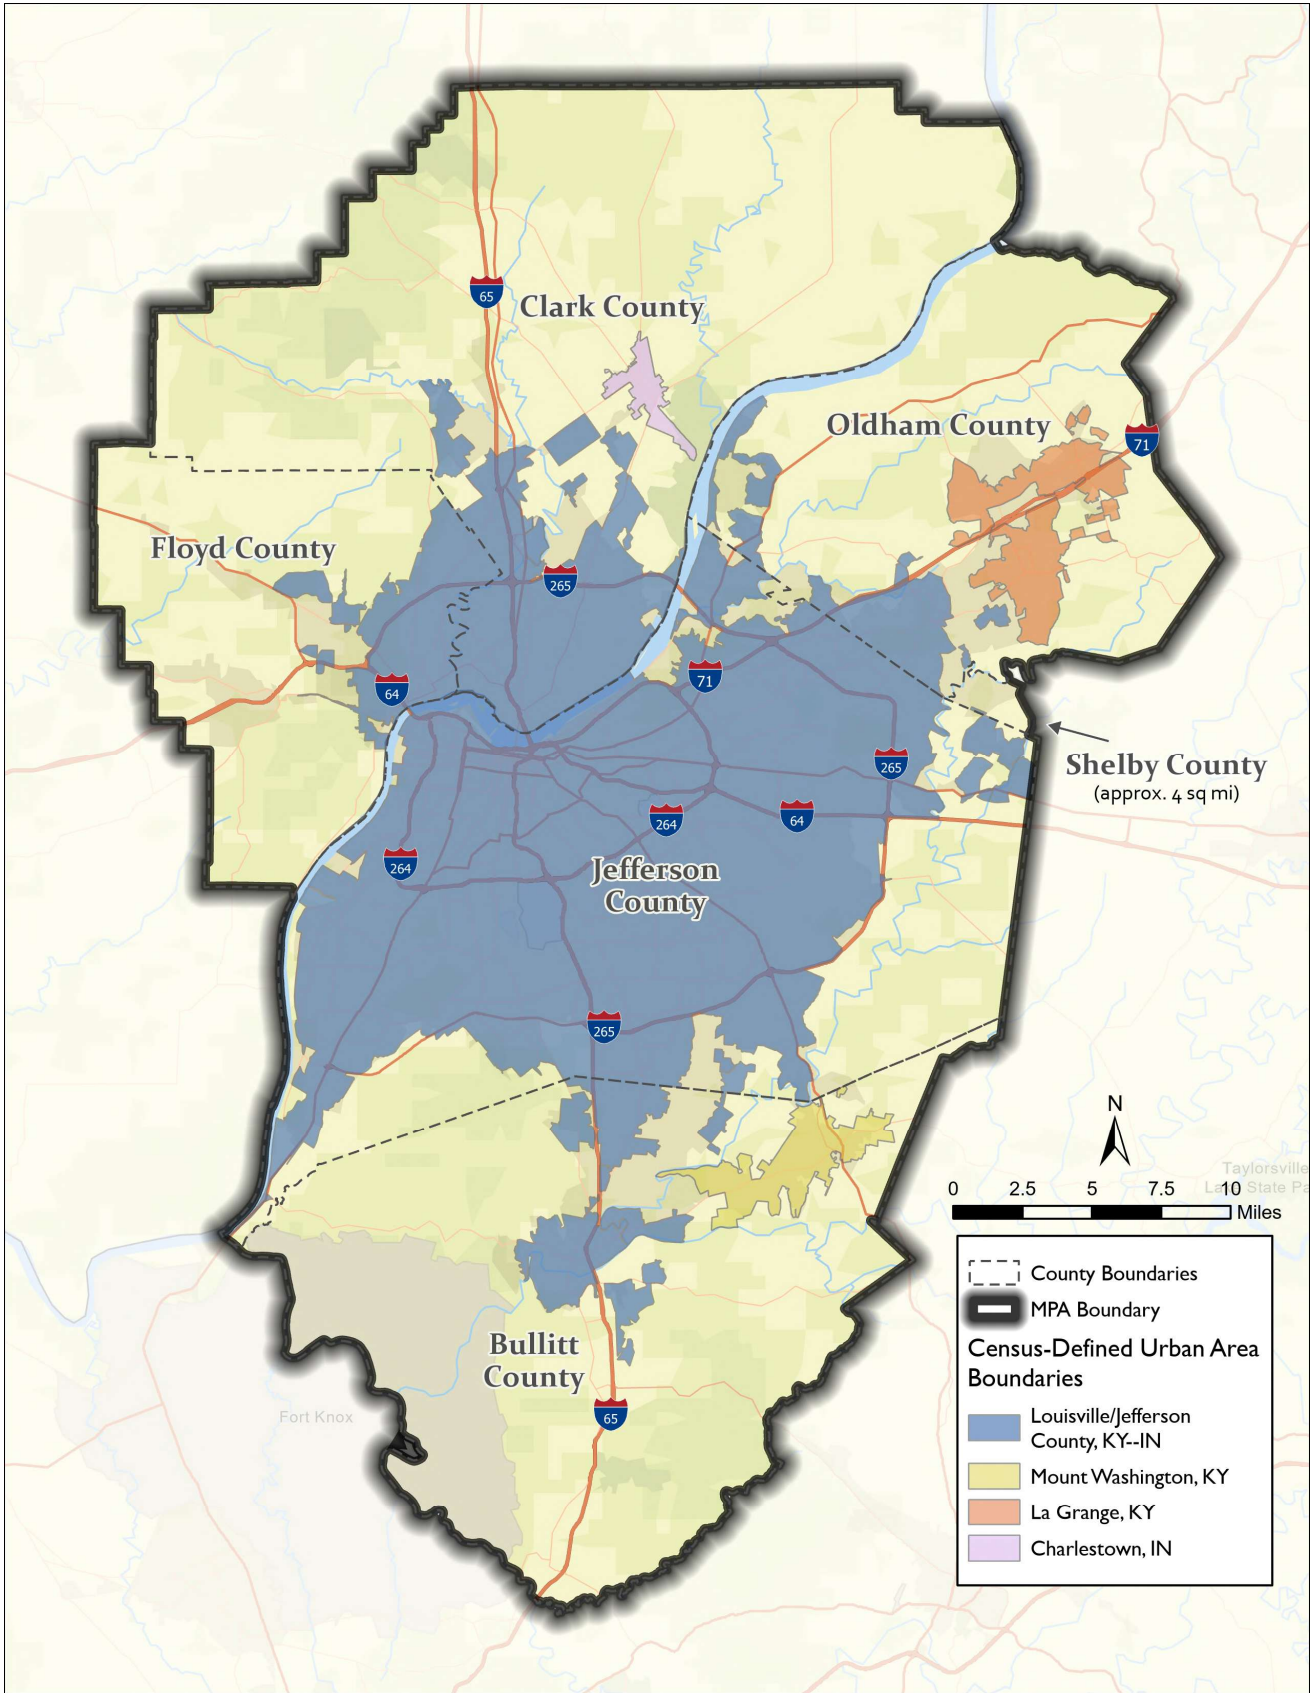 65
Clark County
Oldham County
71
Floyd County
265
64
71
Shelby County
(approx. 4 sq mi)
265
264
64
264
Jefferson
County
265
N
Taylorsville
0 2.5 5 7.5 10
Miles
Bullitt
County
Fort Knox
65
County Boundaries
MPA Boundary
Census-Defined Urban Area
Boundaries
Louisville/Jefferson
County, KY--IN
Mount Washington, KY
La Grange, KY
Charlestown, IN